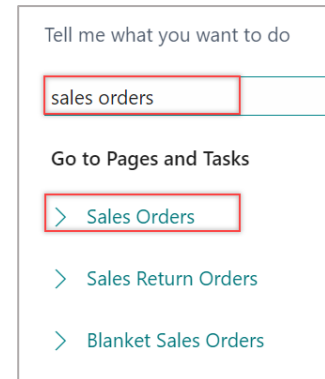 Tell me what you want to do
sales orders
Go to Pages and Tasks
Sales Orders
Sales Return Orders
Blanket Sales Orders